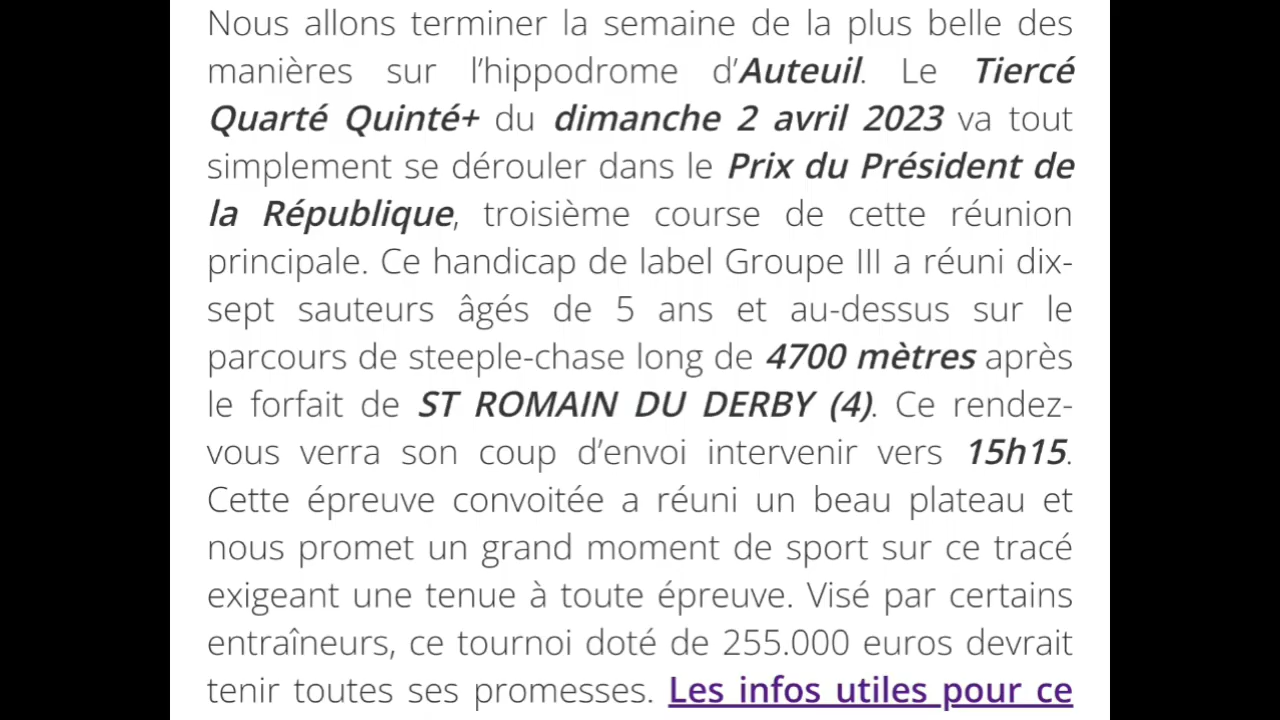 Nous allons terminer la semaine de la plus belle des
manières sur l'hippodrome d'Auteuil. Le Tiercé
Quarté Quinté+ du dimanche 2 avril 2023 va tout
simplement se dérouler dans le Prix du Président de
la République, troisième course de cette réunion
principale. Ce handicap de label Groupe III a réuni dix-
sept sauteurs âgés de 5 ans et au-dessus sur le
parcours de steeple-chase long de 4700 mètres après
le forfait de ST ROMAIN DU DERBY (4). Ce rendez-
vous verra son coup d'envoi intervenir vers 15h15.
Cette épreuve convoitée a réuni un beau plateau et
nous promet un grand moment de sport sur ce tracé
exigeant une tenue à toute épreuve. Visé par certains
entraîneurs, ce tournoi doté de 255.000 euros devrait
tenir toutes ses promesses. Les infos utiles pour ce